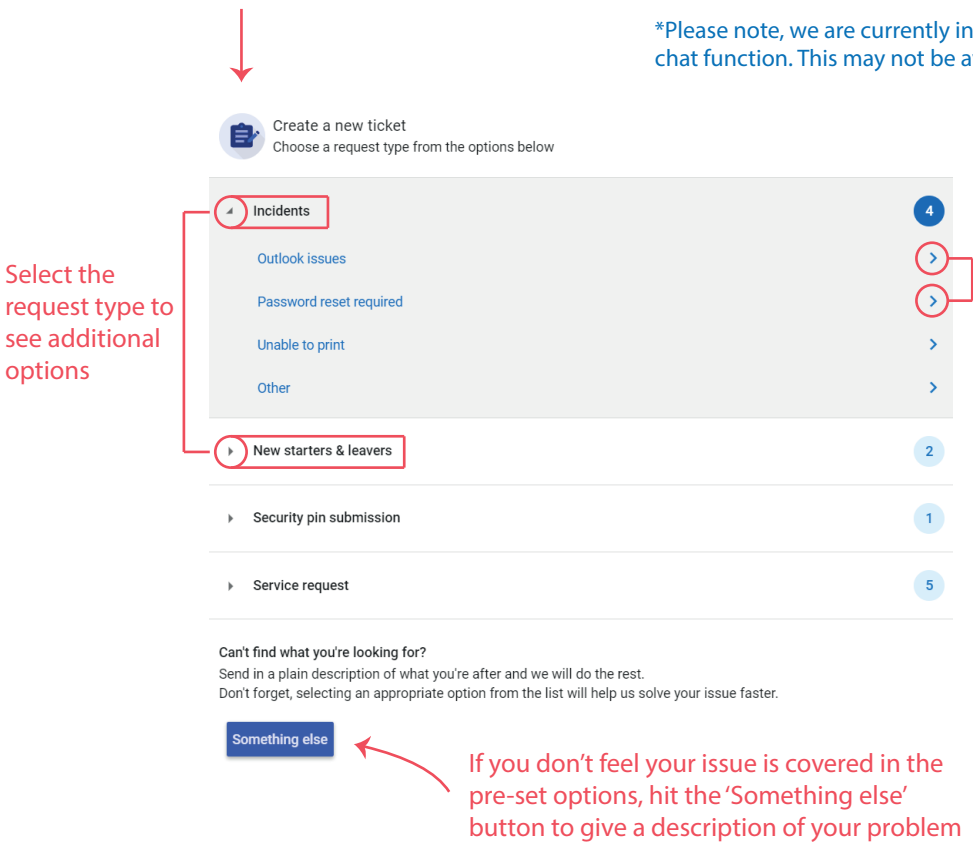 *Please note, we are currently in
chat function. This may not be
Create a new ticket
Choose a request type from the options below
Incidents
4
Outlook issues
Password reset required
Unable to print
Other
Select the
request type to
see additional
options
New starters & leavers
2
Security pin submission
1
Service request
5
Can't find what you're looking for?
Send in a plain description of what you're after and we will do the rest.
Don't forget, selecting an appropriate option from the list will help us solve your issue faster.
Something else
If you don’t feel your issue is covered in the
pre-set options, hit the ‘Something else’
button to give a description of your problem